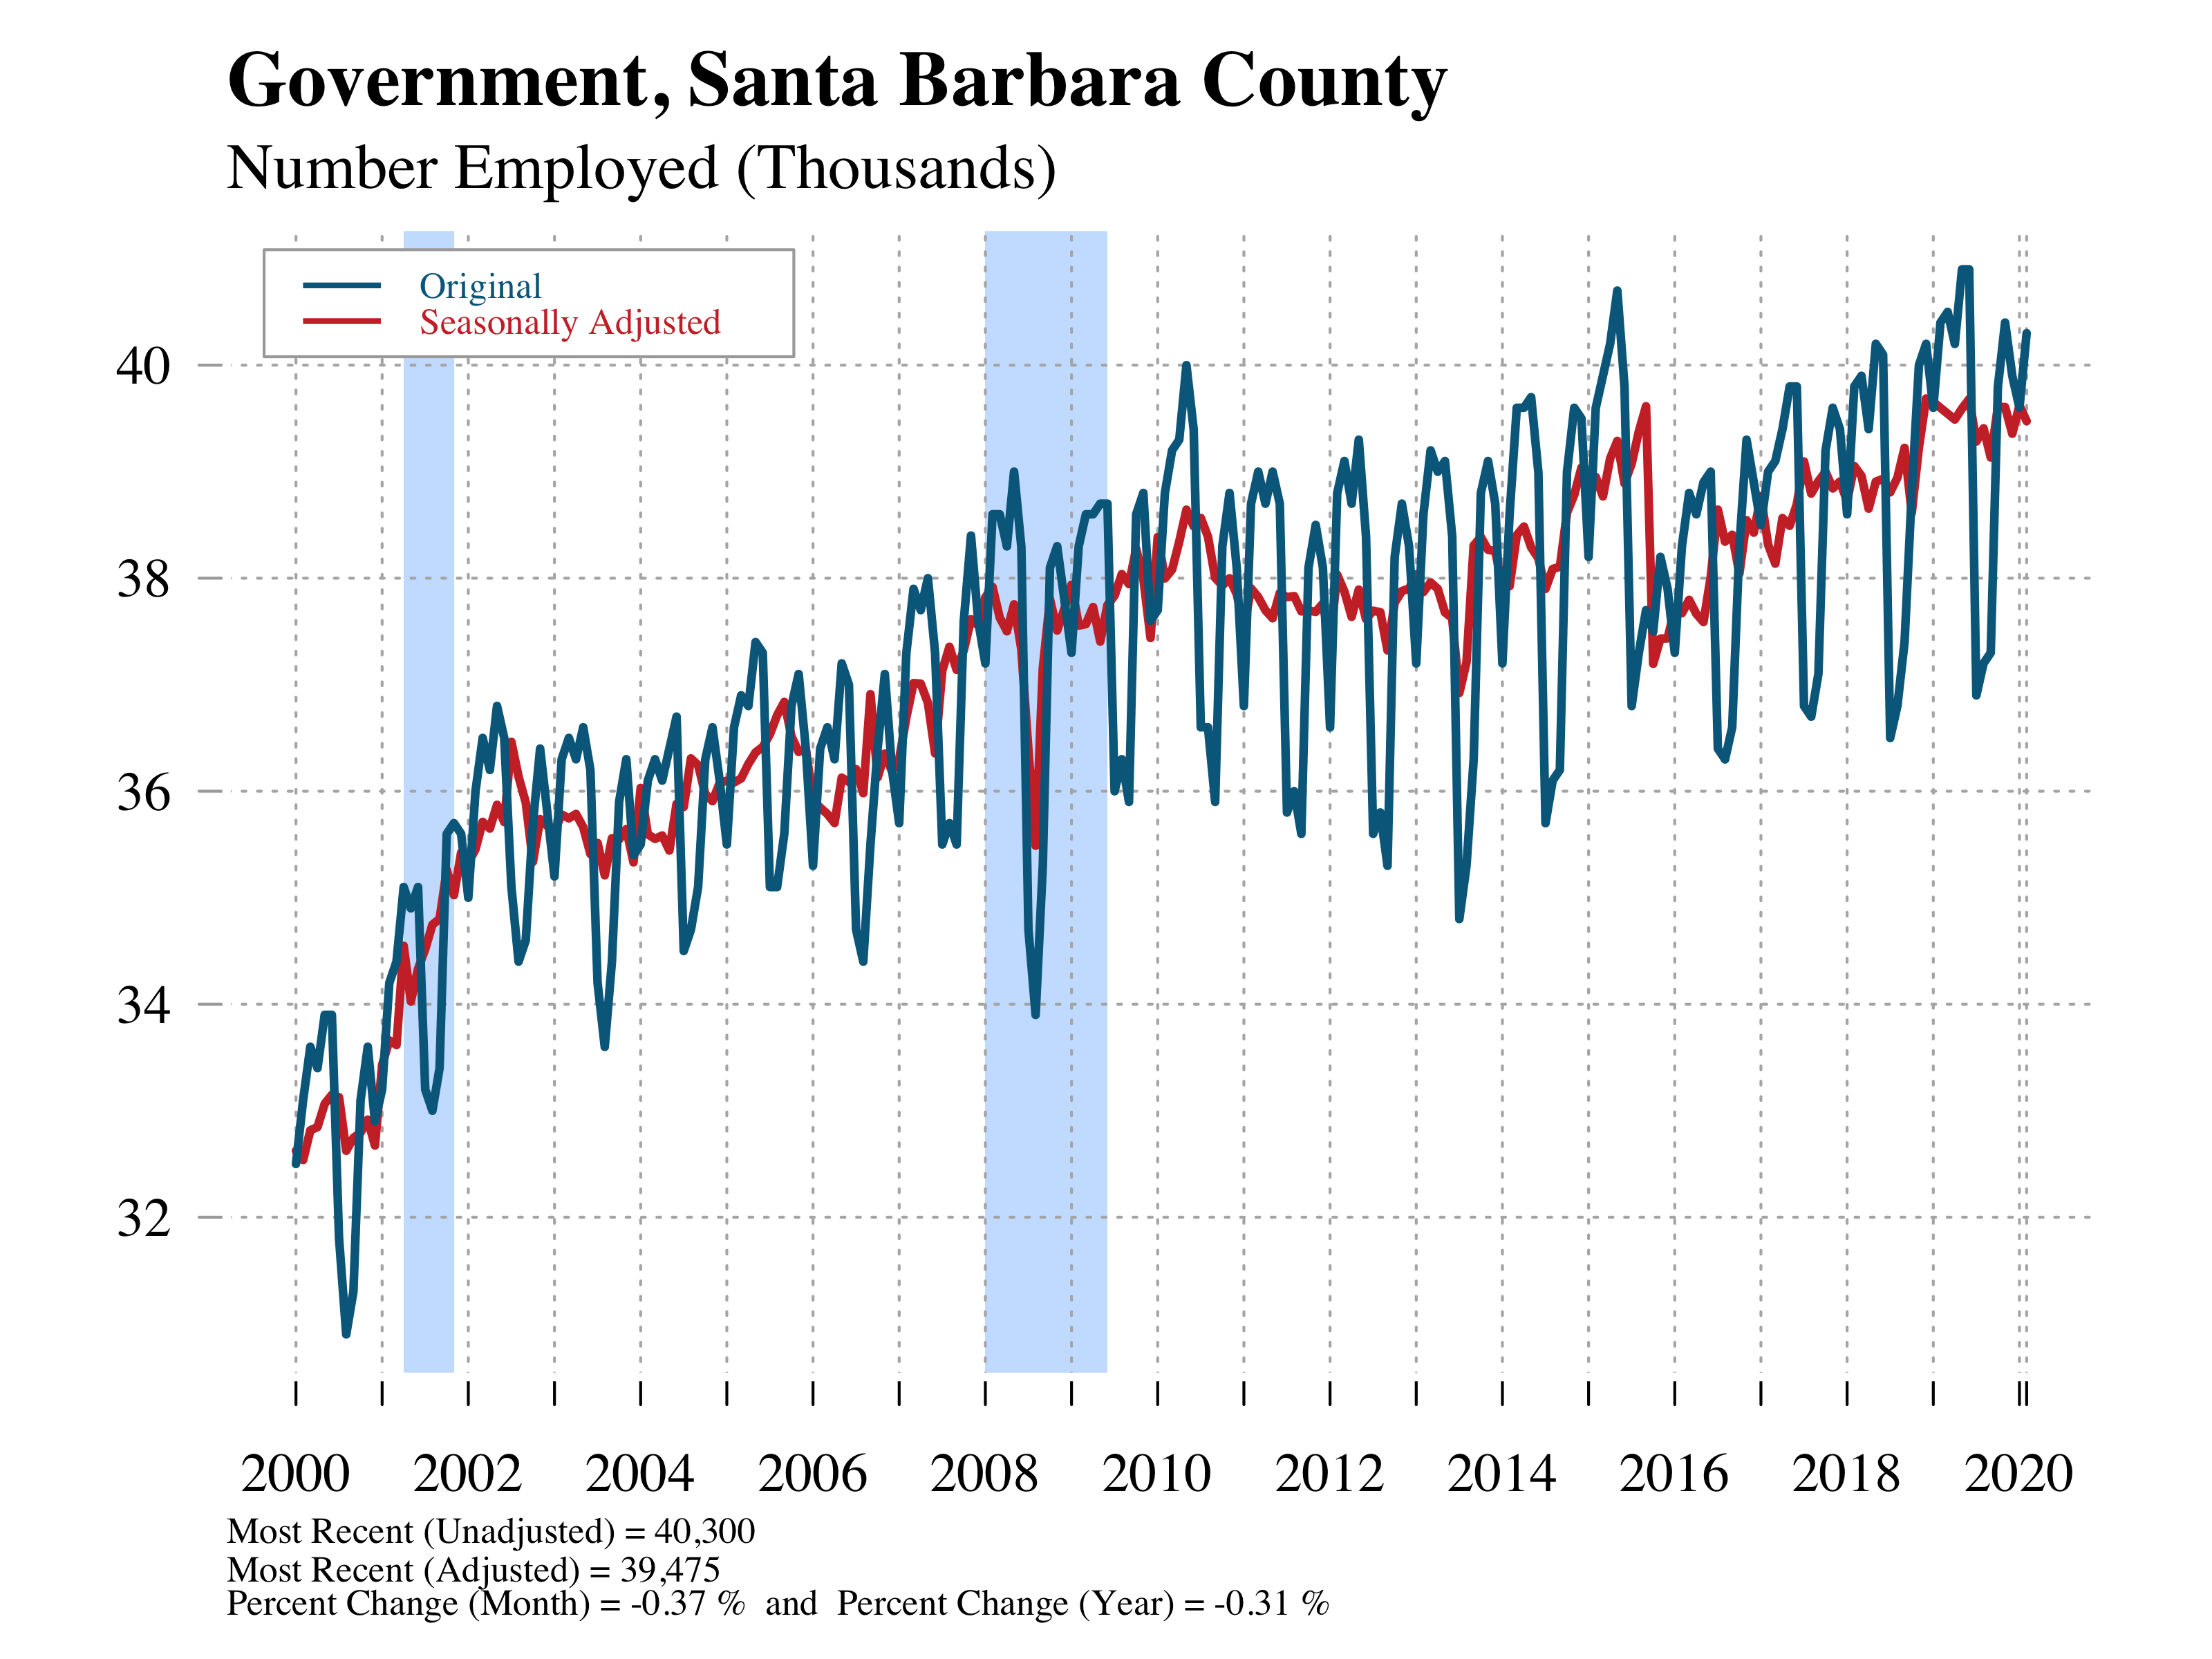 Government, Santa Barbara County
Number Employed (Thousands)
Original
Seasonally Adjusted
40
38
36
34
32
2000 2002 2004 2006 2008 2010 2012 2014 2016 2018 2020
Most Recent (Unadjusted) = 40,300
Most Recent (Adjusted) = 39,475
Percent Change (Month) = -0.37 % and Percent Change (Year) = -0.31 %